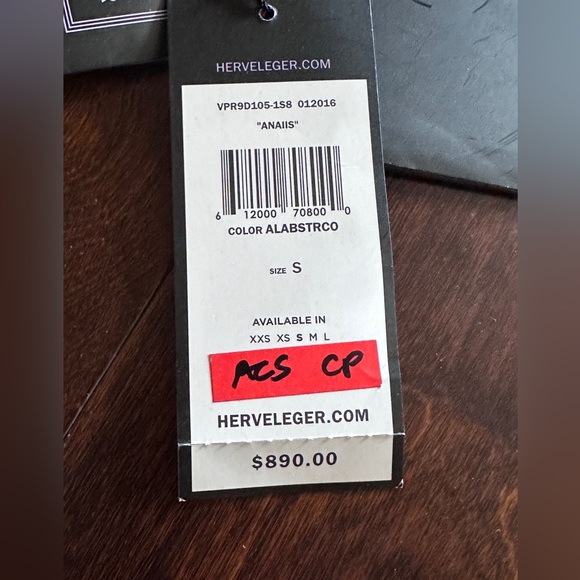 HERVELEGER.COM
VPR9D105-1S8 012016
"ANAIIS"
6 12000 70800 0
COLOR ALABSTRCO
SIZE S
AVAILABLE IN
XXS XS S M L
ACS CP
HERVELEGER.COM
$890.00